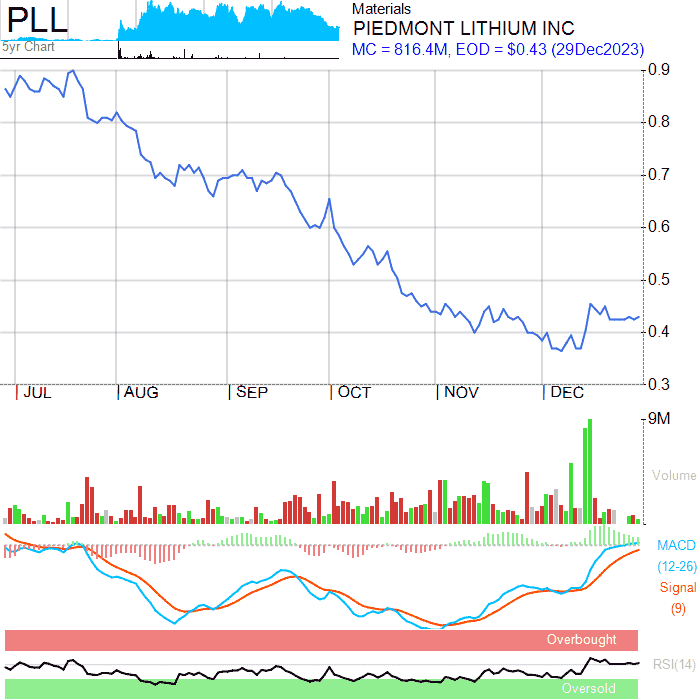 PLL
5yr Chart
Materials
PIEDMONT LITHIUM INC
MC = 816.4M, EOD = $0.43 (29Dec2023)
0.9
0.8
0.7
0.6
0.5
0.4
0.3
JUL AUG SEP OCT NOV DEC
9M
Volume
MACD
(12-26)
Signal
(9)
Overbought
RSI(14)
Oversold